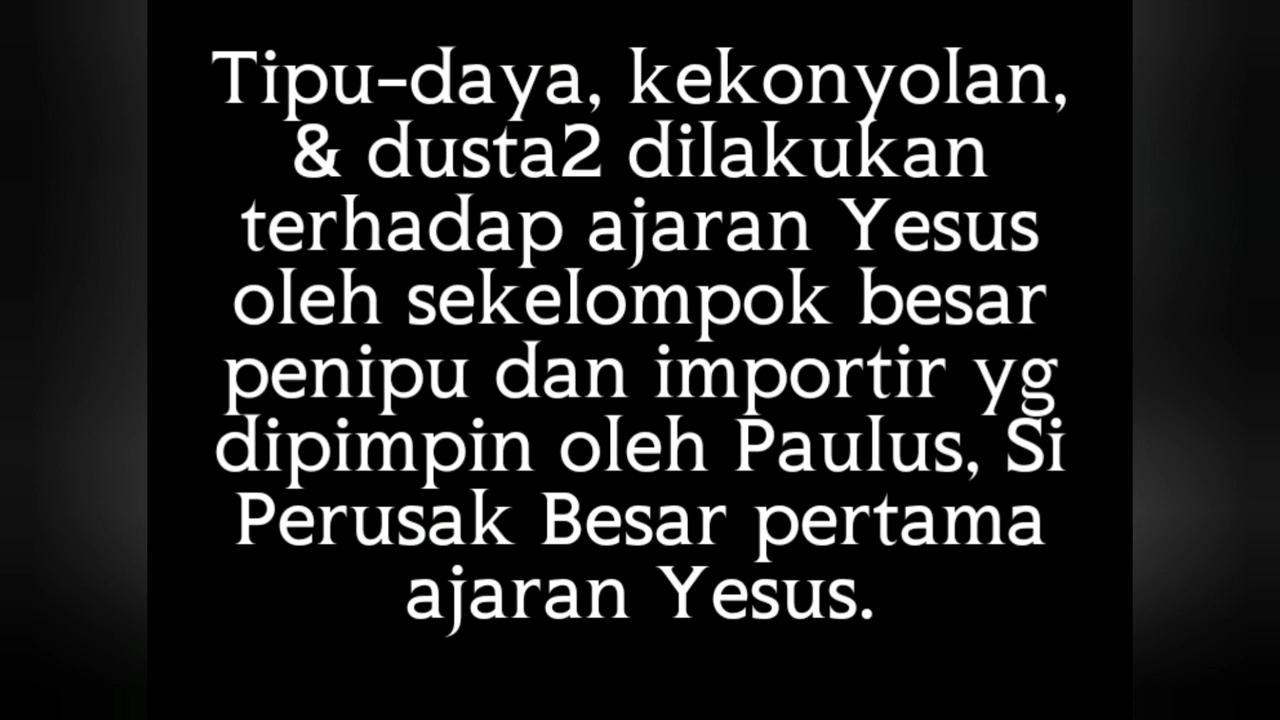 Tipu-daya, kekonyolan,
& dusta2 dilakukan
terhadap ajaran Yesus
oleh sekelompok besar
penipu dan importir yg
dipimpin oleh Paulus, Si
Perusak Besar pertama
ajaran Yesus.